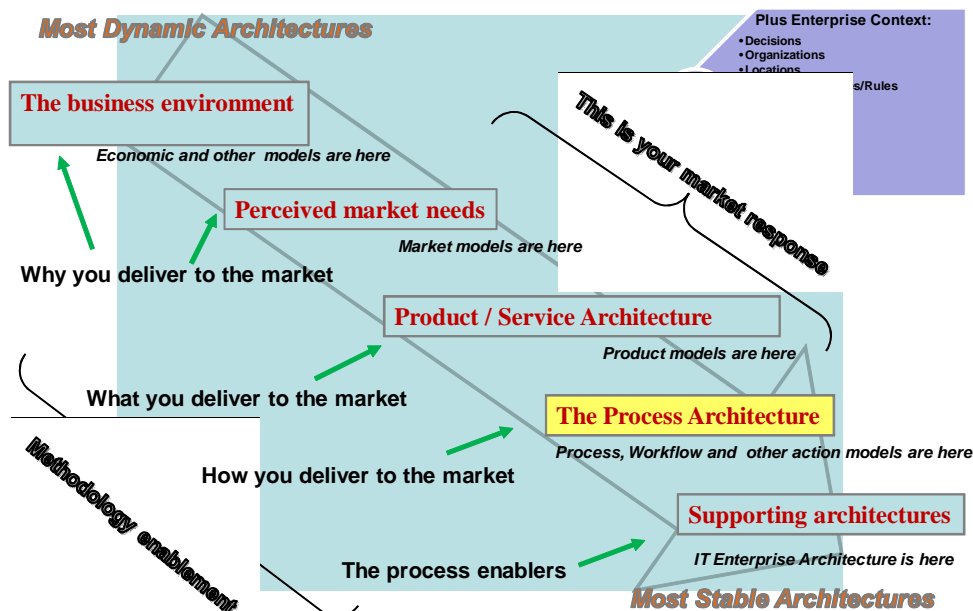 Most Dynamic Architectures
Plus Enterprise Context:
•Decisions
•Organizations
•Locations
es/Rules
The business environment
Economic and other models are here
This is your market response
Perceived market needs
Market models are here
Why you deliver to the market
Product / Service Architecture
Product models are here
What you deliver to the market
The Process Architecture
Process, Workflow and other action models are here
How you deliver to the market
Methodology enablement
Supporting architectures
IT Enterprise Architecture is here
The process enablers
Most Stable Architectures